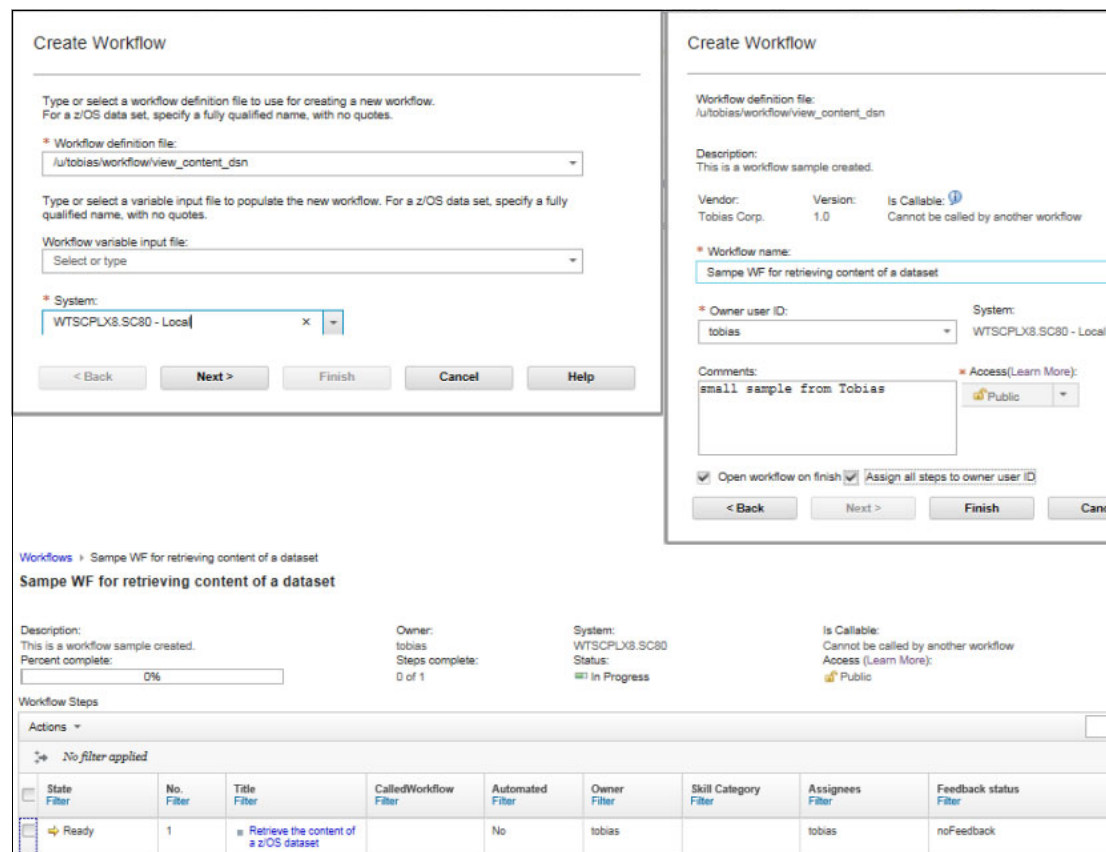 Create Workflow
Type or select a workflow definition file to use for creating a new workflow.
For a z/OS data set, specify a fully qualified name, with no quotes.
* Workflow definition file:
/u/tobias/workflow/view_content_dsn
Type or select a variable input file to populate the new workflow. For a z/OS data set, specify a fully
qualified name, with no quotes.
Workflow variable input file:
Select or type
* System:
WTSCPLX8.SC80 - Local ×
< Back Next > Finish Cancel Help
Create Workflow
Workflow definition file:
/u/tobias/workflow/view_content_dsn
Description:
This is a workflow sample created.
Vendor: Version: Is Callable:
Tobias Corp. 1.0 Cannot be called by another workflow
* Workflow name:
Sampe WF for retrieving content of a dataset
* Owner user ID: System:
tobias WTSCPLX8.SC80 - Local
Comments: * Access(Learn More):
small sample from Tobias
Public
Open workflow on finish Assign all steps to owner user ID
< Back Next > Finish Canc
Workflows Sampe WF for retrieving content of a dataset
Sampe WF for retrieving content of a dataset
Description: Owner: System: Is Callable:
This is a workflow sample created. tobias WTSCPLX8.SC80 Cannot be called by another workflow
Percent complete: Steps complete: Status: Access (Learn More):
0% 0 of 1 In Progress Public
Workflow Steps
Actions
No filter applied
State No. Title CalledWorkflow Automated Owner Skill Category Assignees Feedback status
Filter Filter Filter Filter Filter Filter Filter Filter Filter
Ready 1 Retrieve the content of No tobias tobias noFeedback
a z/OS dataset